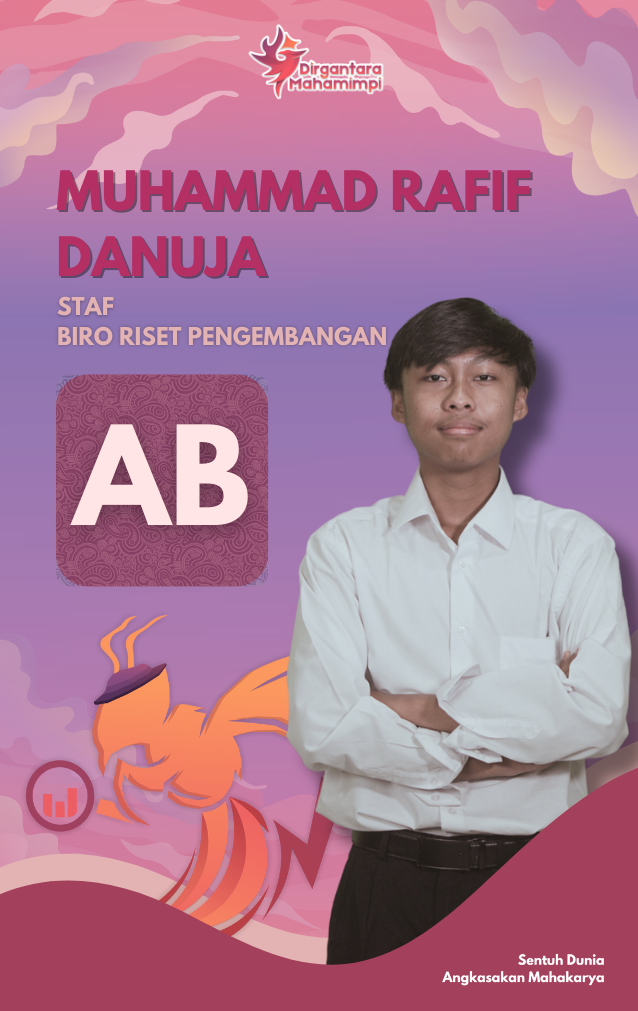 Dirgantara
Mahamimpi
MUHAMMAD RAFIF
DANUJA
STAF
BIRO RISET PENGEMBANGAN
AB
Sentuh Dunia
Angkasakan Mahakarya